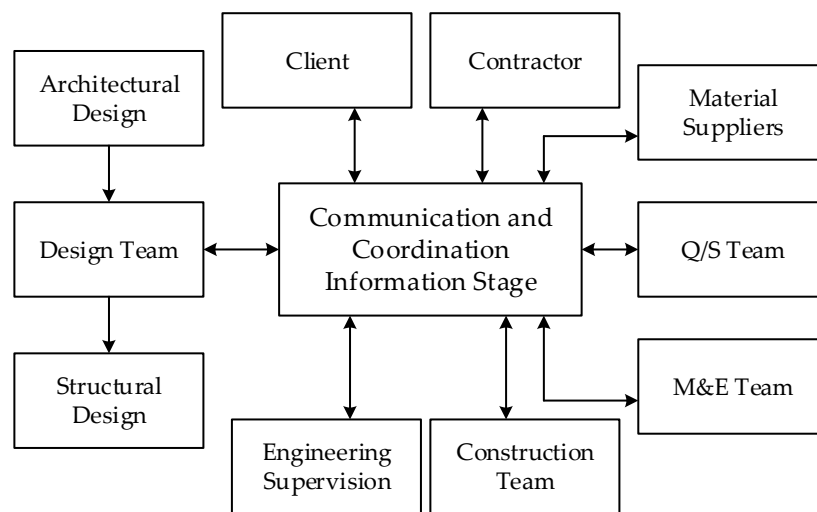 Client
Contractor
Architectural
Design
Material
Suppliers
Communication and
Coordination
Information Stage
Design Team
Q/S Team
Structural
Design
M&E Team
Engineering
Supervision
Construction
Team